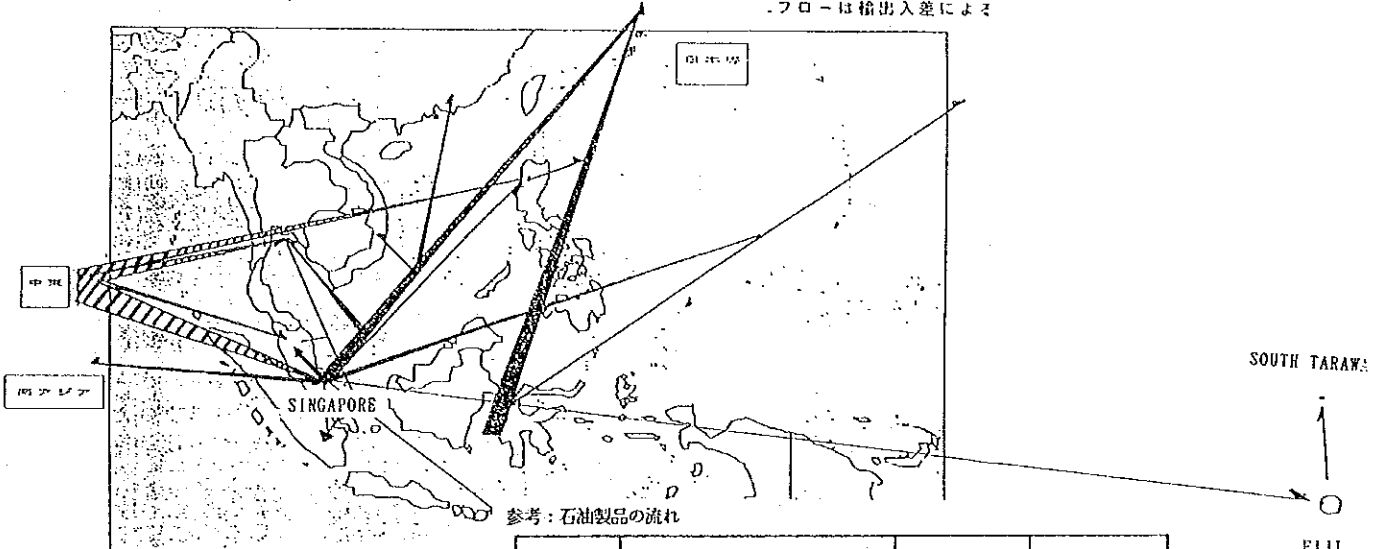 フローは輸出入差による
中東
南アジア
SINGAPORE
SOUTH TARAWA
参考：石油製品の流れ
FIJI